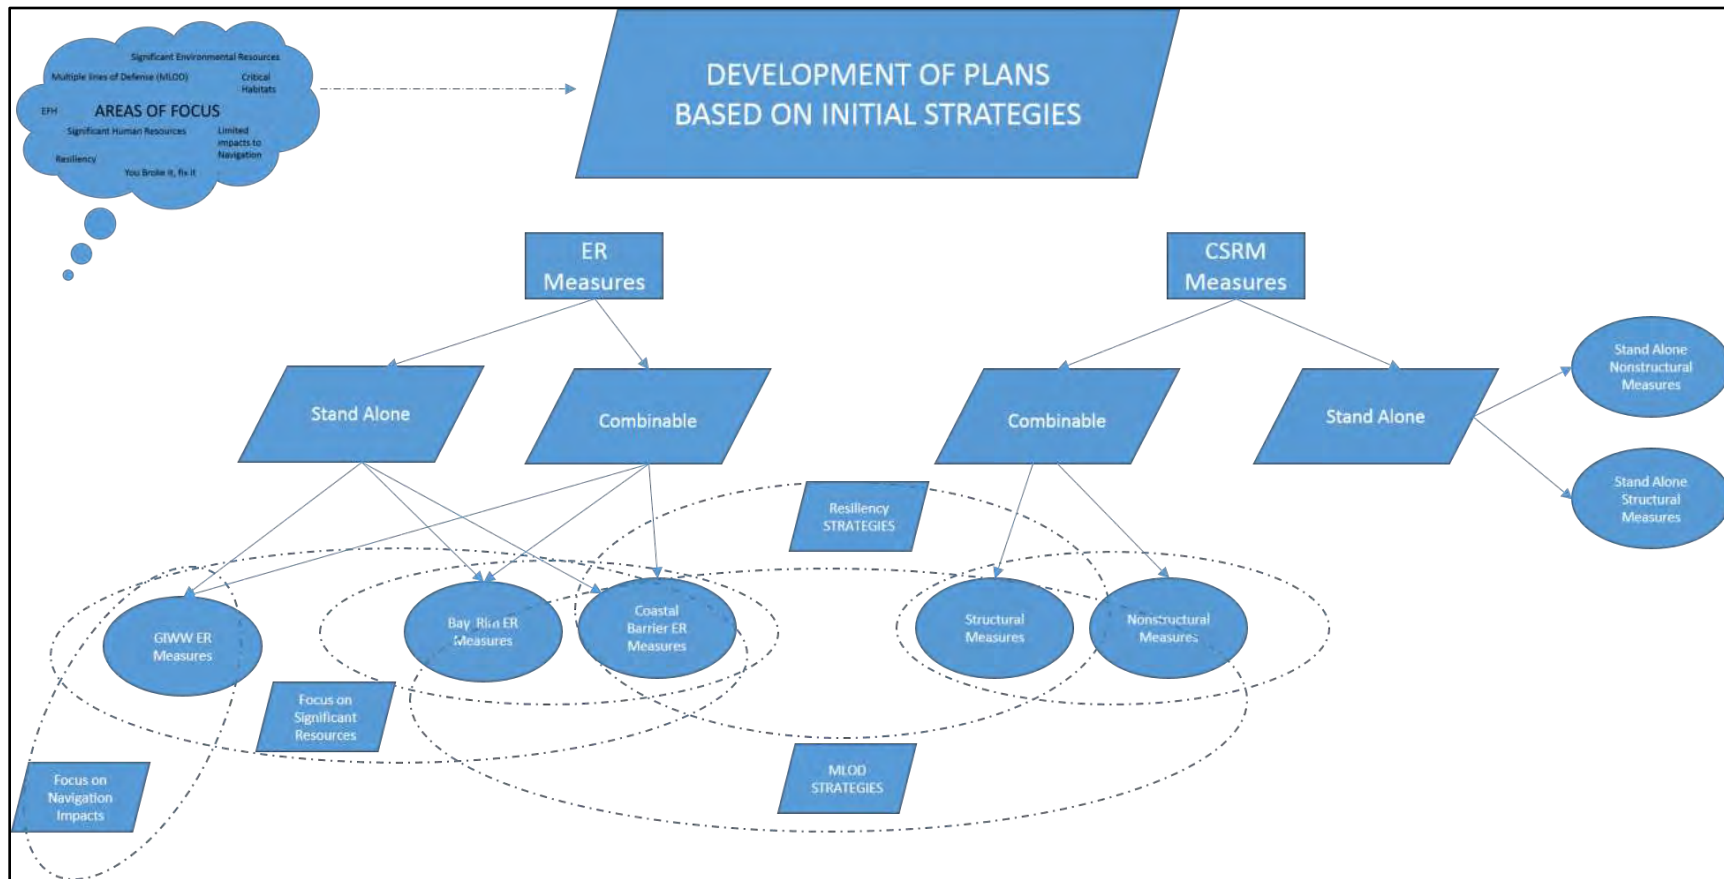 Significant Environmental Resources
Multiple lines of Defense (MLOD)
Critical
Habitats
EFH
AREAS OF FOCUS
Significant Human Resources
Limited
impacts to
Navigation
Resiliency
You Broke it, fix it
DEVELOPMENT OF PLANS
BASED ON INITIAL STRATEGIES
ER
Measures
CSRM
Measures
Stand Alone
Combinable
Combinable
Stand Alone
Stand Alone
Nonstructural
Measures
Stand Alone
Structural
Measures
Resiliency
STRATEGIES
GIWW ER
Measures
Bay Rim ER
Measures
Coastal
Barrier ER
Measures
Structural
Measures
Nonstructural
Measures
Focus on
Significant
Resources
Focus on
Navigation
Impacts
MLOD
STRATEGIES